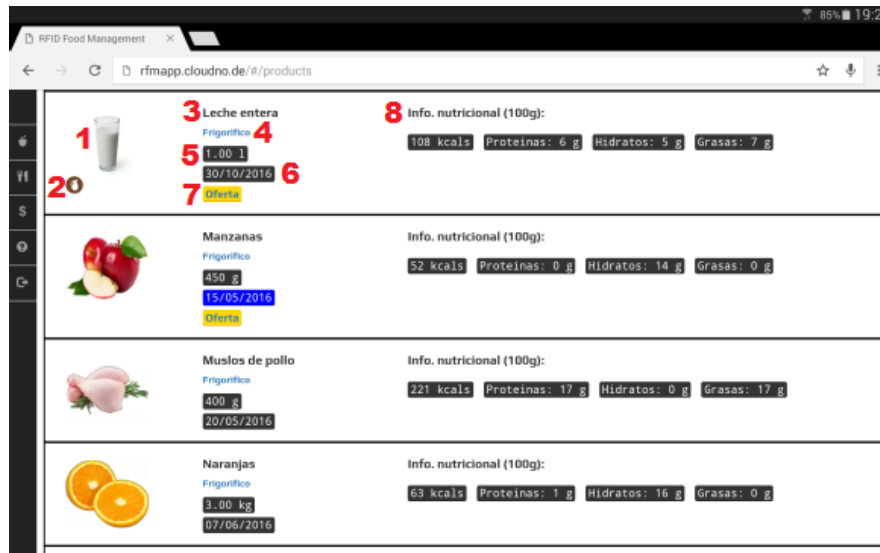 85% 19:2
RFID Food Management
rfmapp.cloudno.de/#/products
3 Leche entera
8 Info. nutricional (100g):
1
Frigorifico 4
108 kcals Proteinas: 6 g Hidratos: 5 g Grasas: 7 g
5 1.00 l
2
30/10/2016 6
7 Oferta
$
Manzanas
Info. nutricional (100g):
Frigorifico
52 kcals Proteinas: 0 g Hidratos: 14 g Grasas: 0 g
450 g
15/05/2016
Oferta
Muslos de pollo
Info. nutricional (100g):
Frigorifico
221 kcals Proteinas: 17 g Hidratos: 0 g Grasas: 17 g
400 g
20/05/2016
Naranjas
Info. nutricional (100g):
Frigorifico
63 kcals Proteinas: 1 g Hidratos: 16 g Grasas: 0 g
3.00 kg
07/06/2016